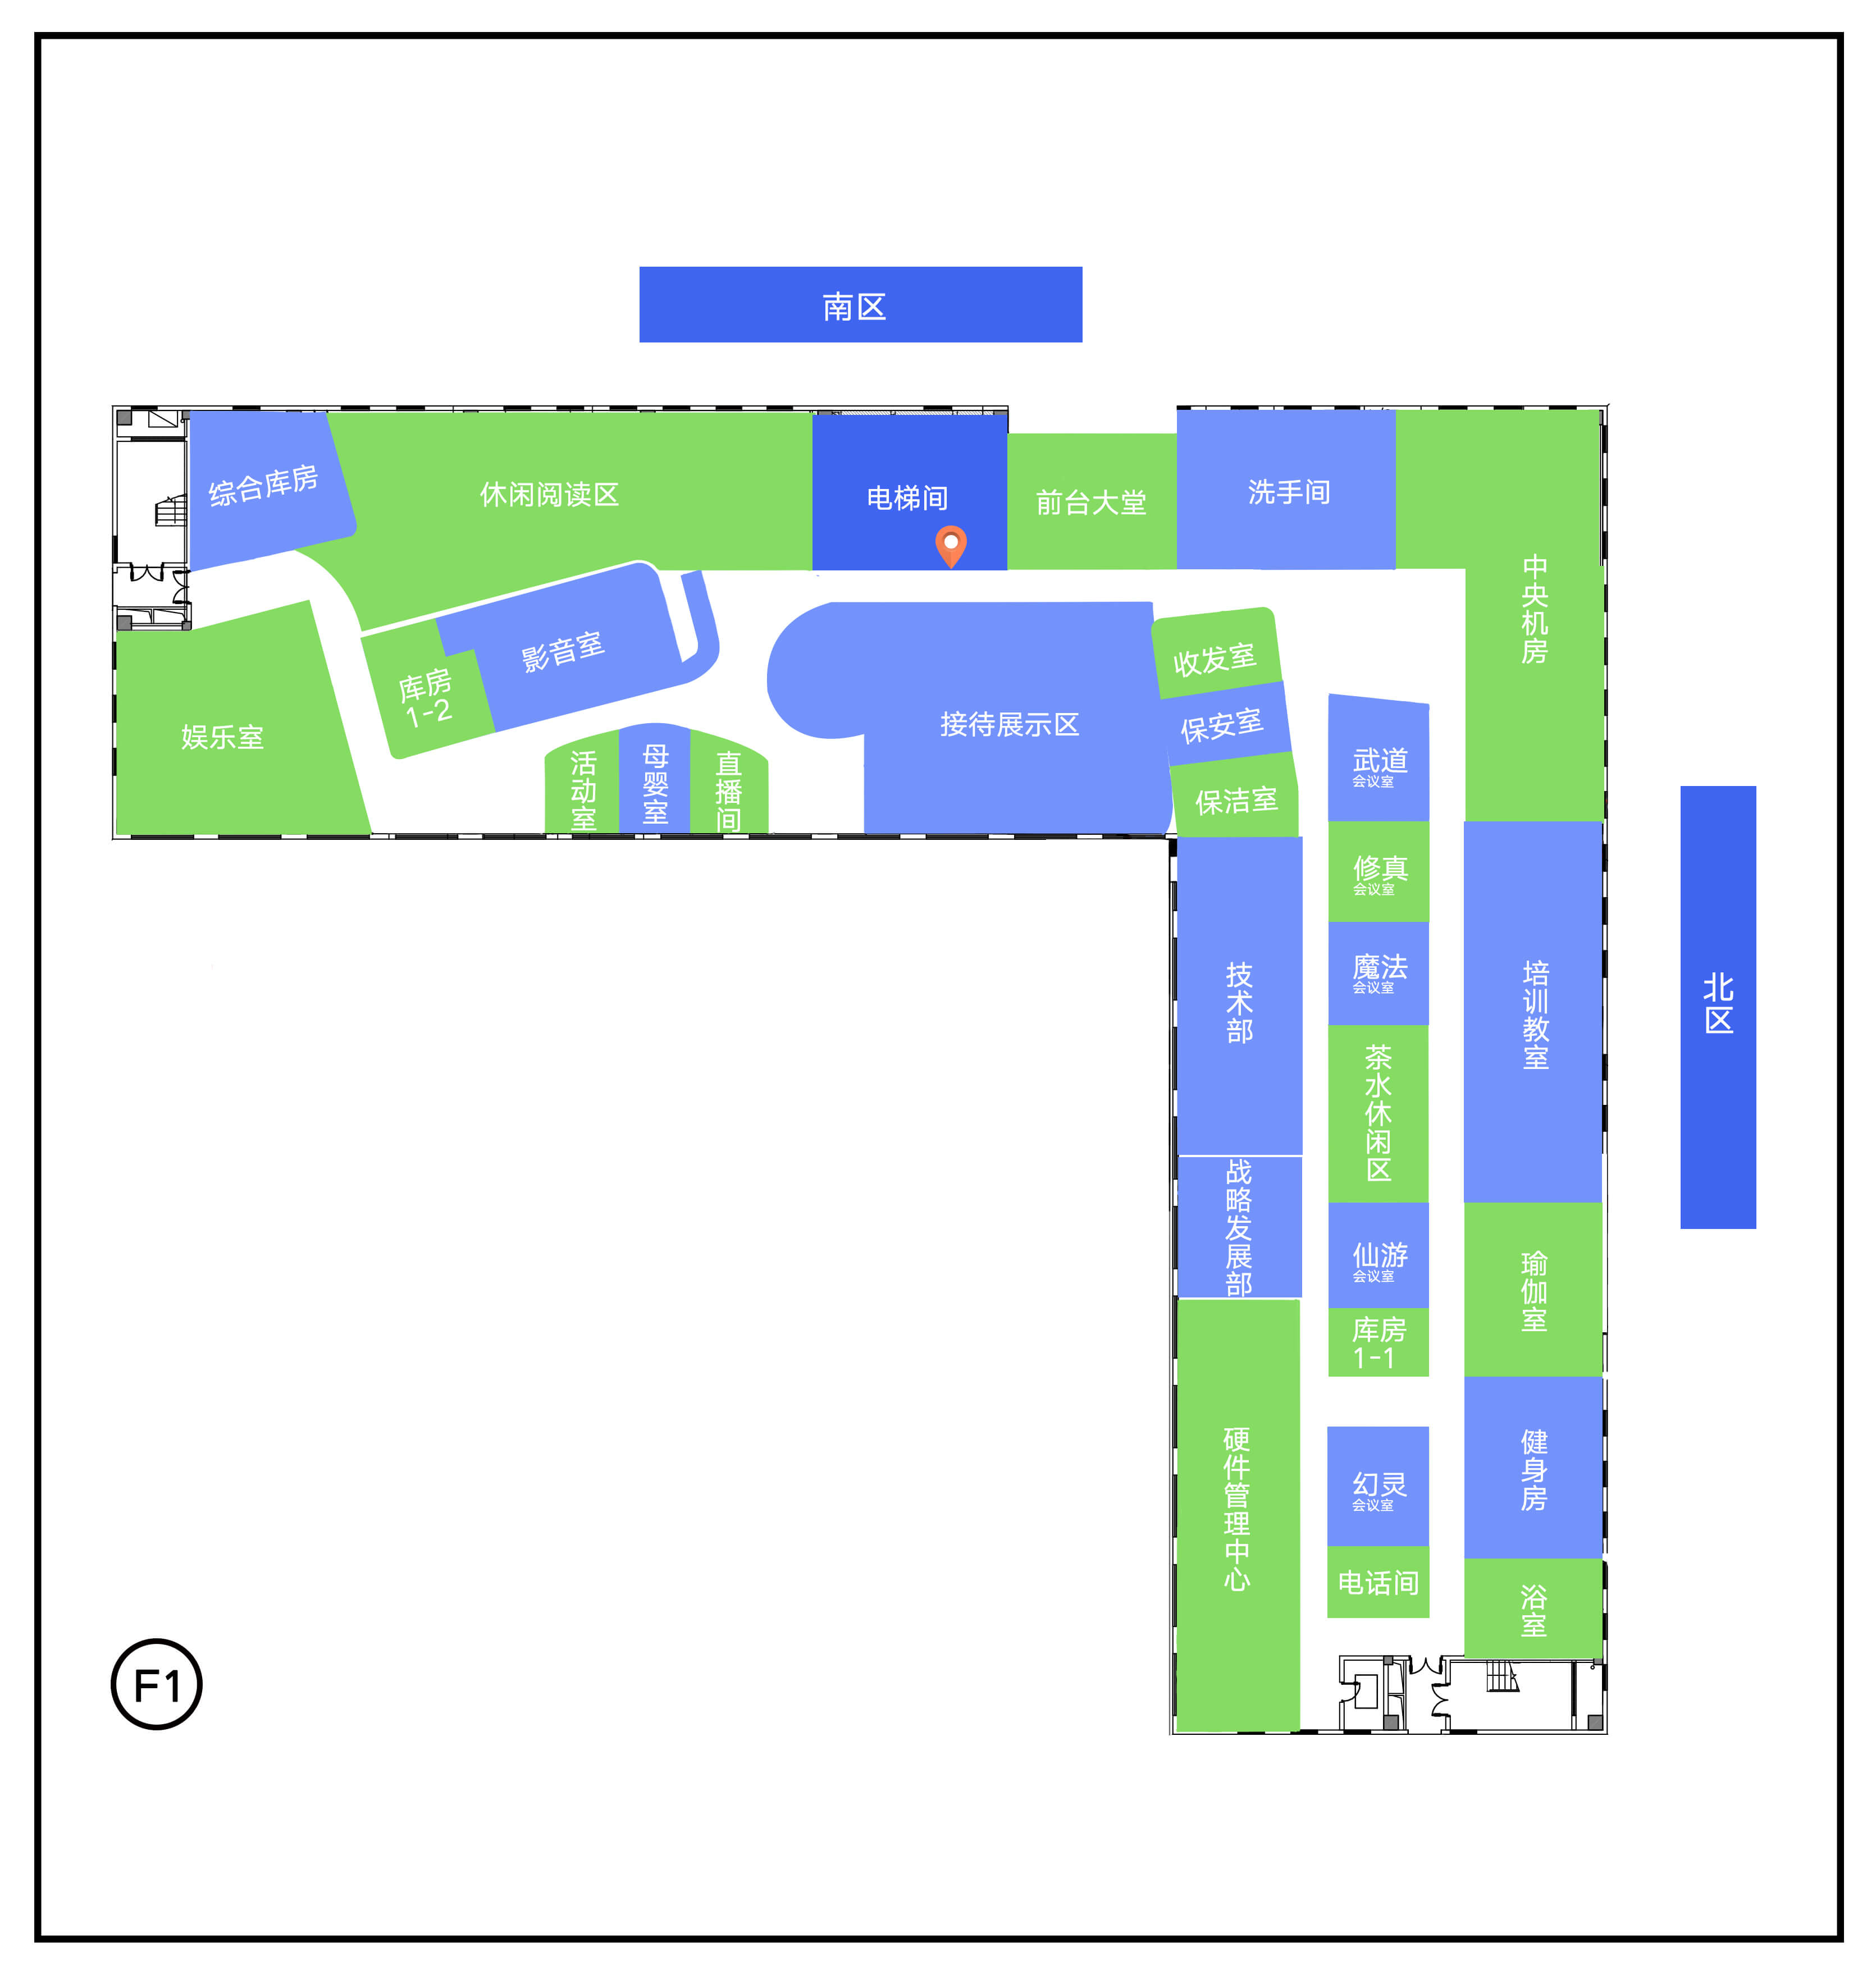 南区
综合库房
休闲阅读区
电梯间
前台大堂
洗手间
中央机房
娱乐室
库房
1-2
影音室
活动室
母婴室
直播间
接待展示区
收发室
保安室
保洁室
武道
会议室
修真
会议室
魔法
会议室
技术部
茶水休闲区
培训教室
北区
战略发展部
仙游
会议室
库房
1-1
瑜伽室
硬件管理中心
幻灵
会议室
健身房
电话间
浴室
F1